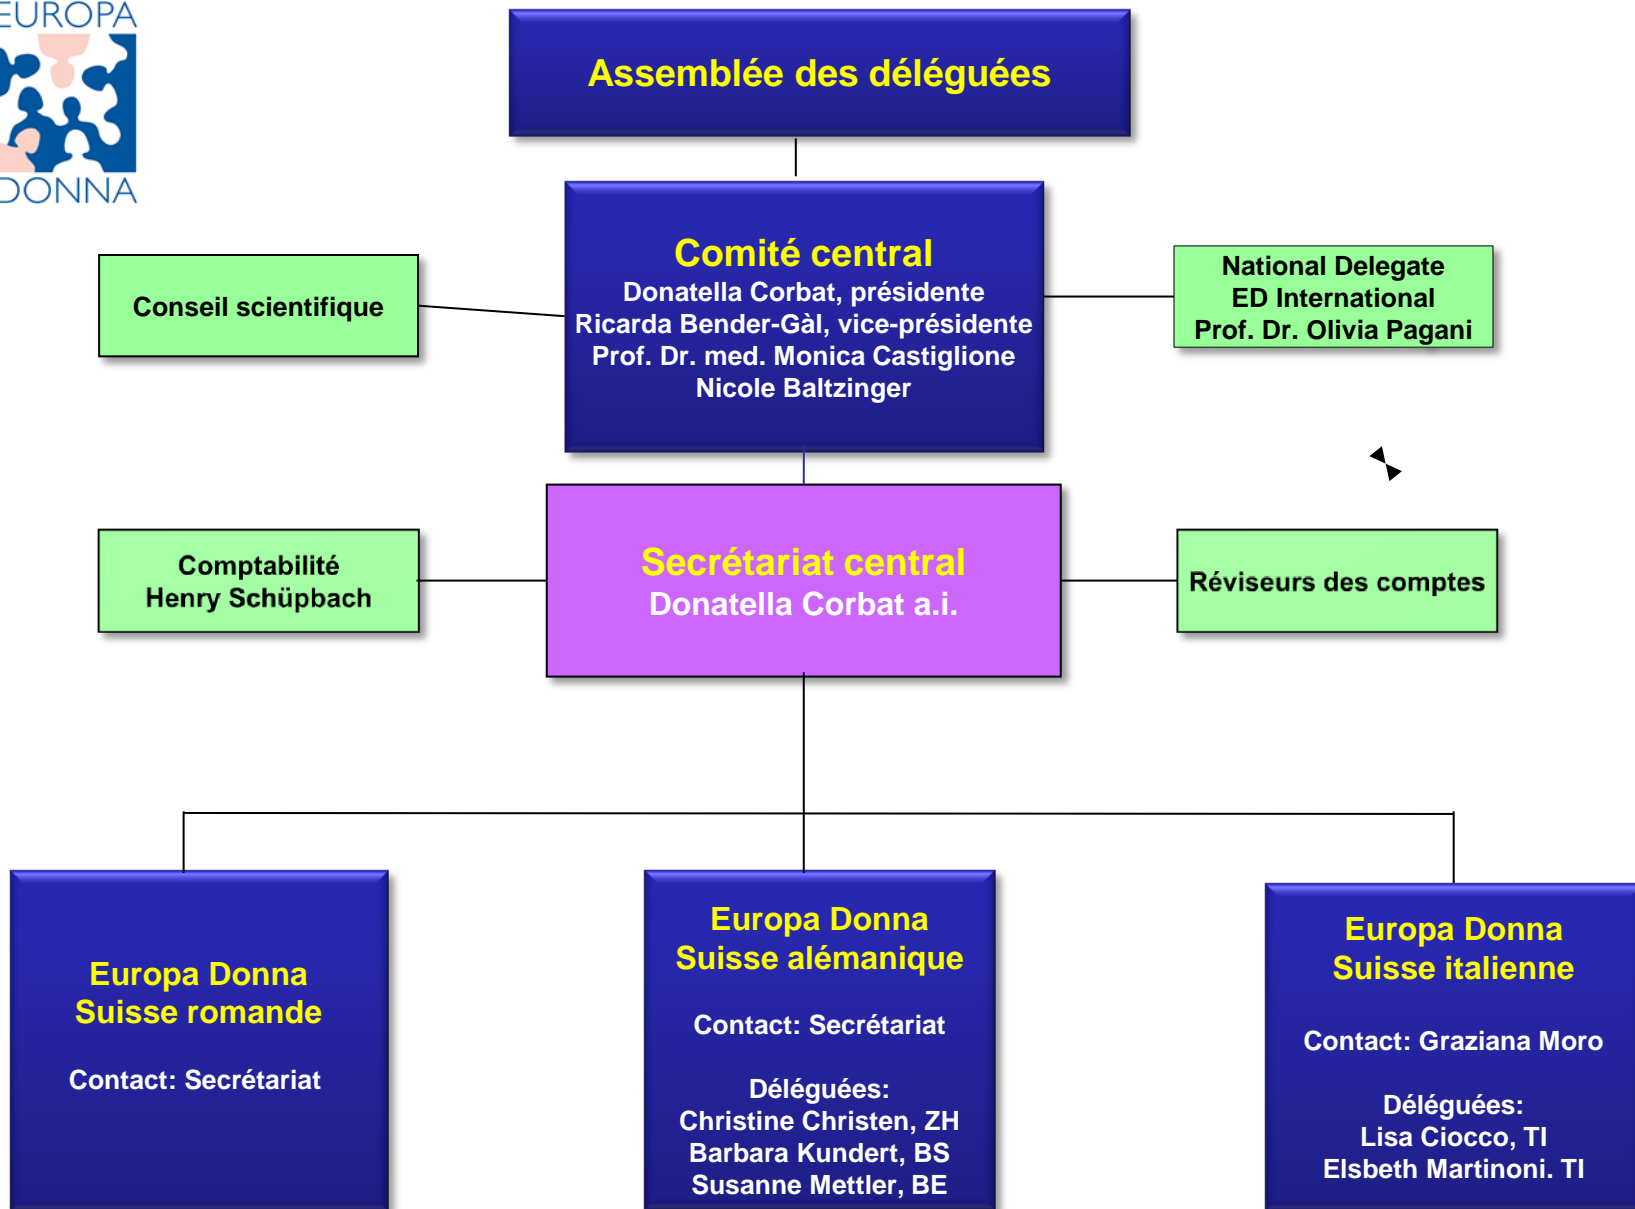 EUROPA
DONNA
Assemblée des déléguées
Comité central
Donatella Corbat, présidente
Ricarda Bender-Gàl, vice-présidente
Prof. Dr. med. Monica Castiglione
Nicole Baltzinger
Conseil scientifique
National Delegate
ED International
Prof. Dr. Olivia Pagani
Comptabilité
Henry Schüpbach
Secrétariat central
Donatella Corbat a.i.
Réviseurs des comptes
Europa Donna
Suisse romande
Contact: Secrétariat
Europa Donna
Suisse alémanique
Contact: Secrétariat
Déléguées:
Christine Christen, ZH
Barbara Kundert, BS
Susanne Mettler, BE
Europa Donna
Suisse italienne
Contact: Graziana Moro
Déléguées:
Lisa Ciocco, TI
Elsbeth Martinoni. TI